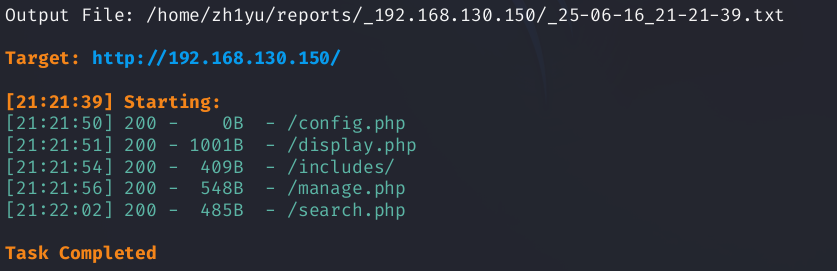 Output File: /home/zh1yu/reports/_192.168.130.150/_25-06-16_21-21-39.txt
Target: http://192.168.130.150/
[21:21:39] Starting:
[21:21:50] 200 -    0B  - /config.php
[21:21:51] 200 - 1001B  - /display.php
[21:21:54] 200 -  409B  - /includes/
[21:21:56] 200 -  548B  - /manage.php
[21:22:02] 200 -  485B  - /search.php
Task Completed